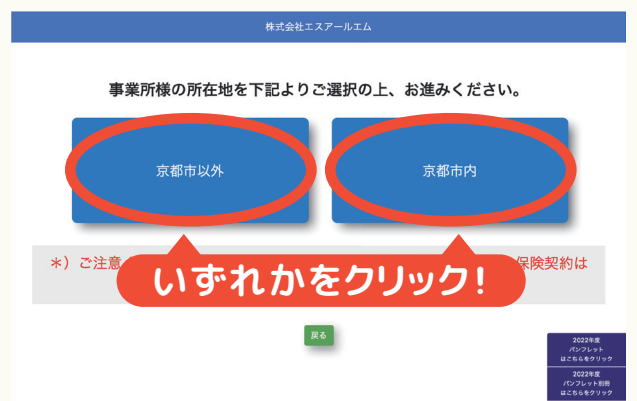 株式会社エスアールエム
事業所様の所在地を下記よりご選択の上、お進みください。
京都市以外
京都市内
*）ご注意
保険契約は
いずれかをクリック！
戻る
2022年度
パンフレット
はこちらをクリック
2022年度
パンフレット別冊
はこちらをクリック